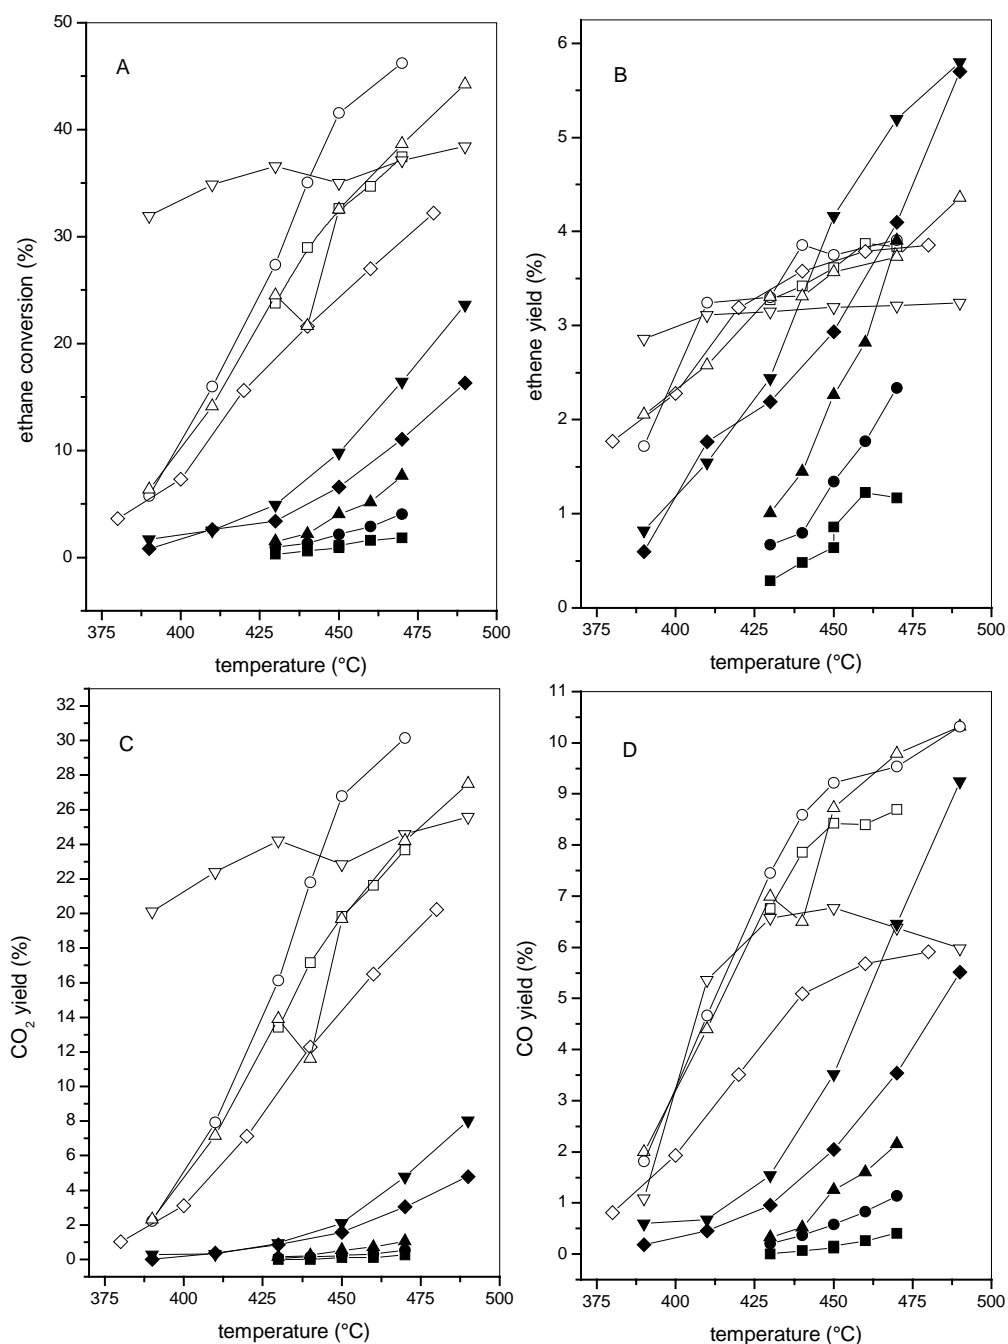 50
40
30
20
10
0
ethane conversion (%)
A
375 400 425 450 475 500
temperature (°C)
6
5
4
3
2
1
0
ethene yield (%)
B
375 400 425 450 475 500
temperature (°C)
32
30
28
26
24
22
20
18
16
14
12
10
8
6
4
2
0
CO₂ yield (%)
C
375 400 425 450 475 500
temperature (°C)
11
10
9
8
7
6
5
4
3
2
1
0
CO yield (%)
D
375 400 425 450 475 500
temperature (°C)